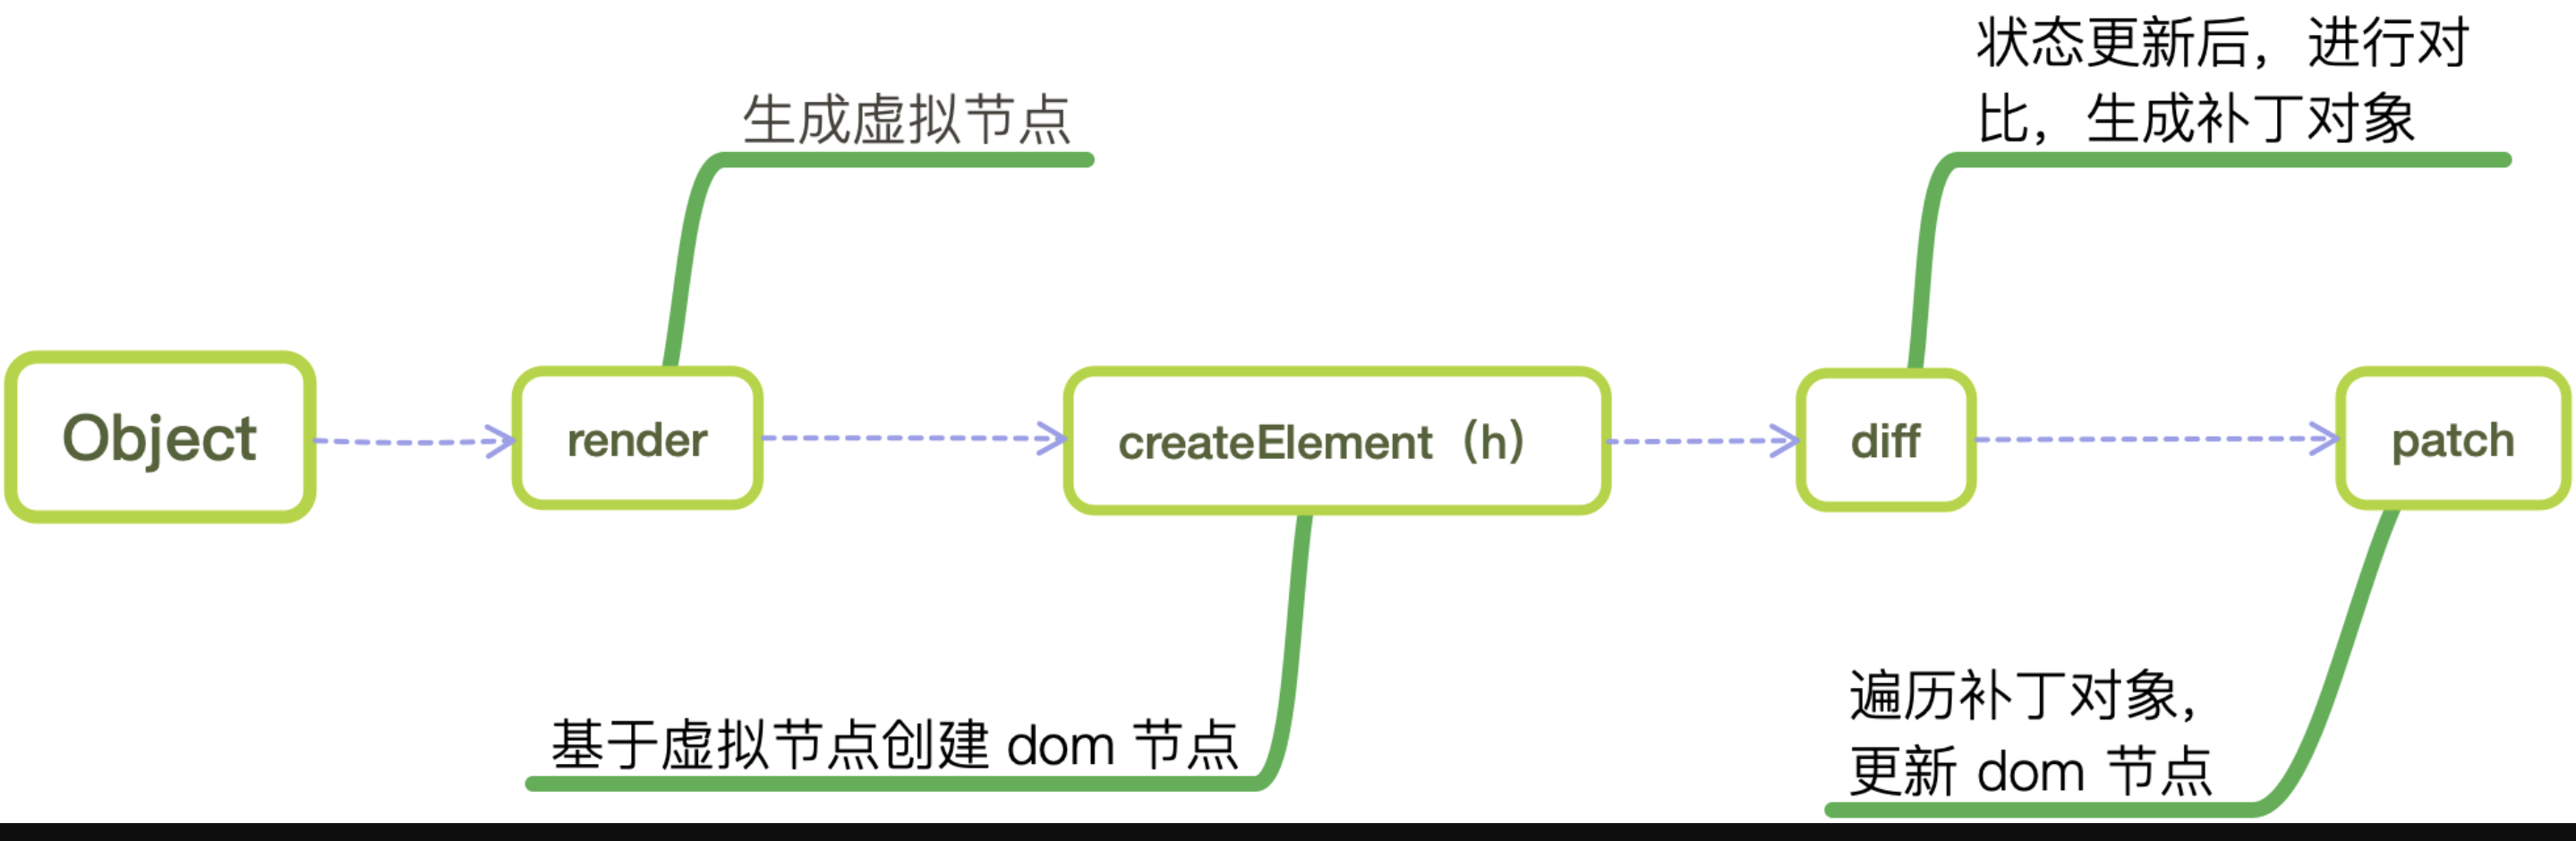 状态更新后，进行对
比，生成补丁对象
生成虚拟节点
Object
render
createElement（h）
diff
patch
基于虚拟节点创建 dom 节点
遍历补丁对象，
更新 dom 节点